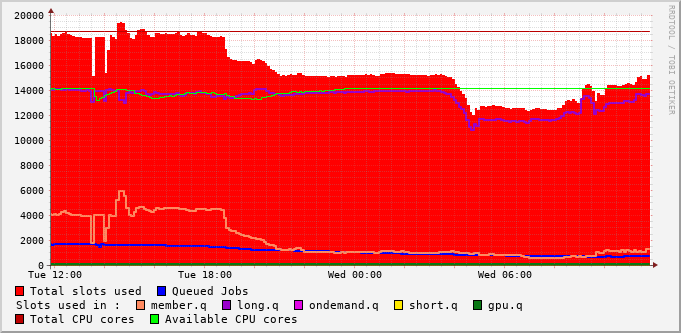 20000
18000
16000
14000
12000
10000
8000
6000
4000
2000
0
Tue 12:00 Tue 18:00 Wed 00:00 Wed 06:00
Total slots used Queued Jobs
Slots used in : member.q long.q ondemand.q short.q gpu.q
Total CPU cores Available CPU cores
RRDTOOL / TOBI OETIKER